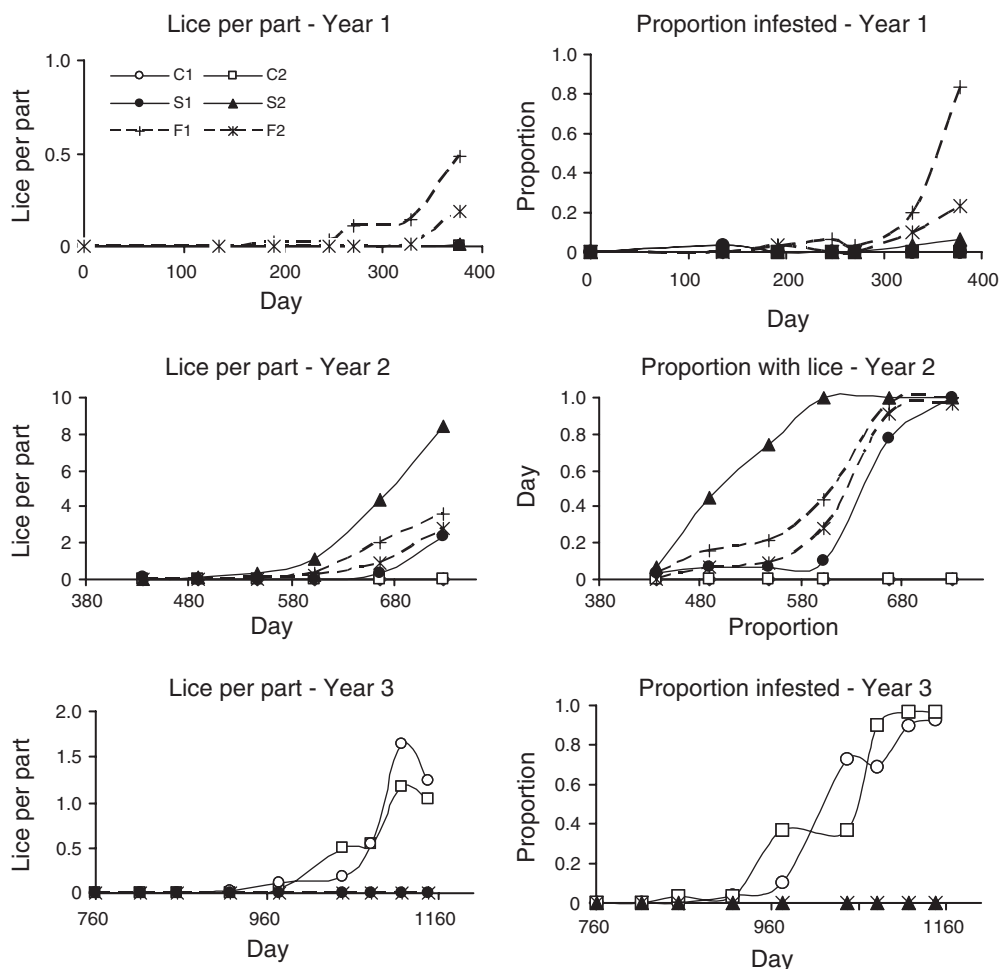 Lice per part - Year 1
Lice per part
1.0
0.5
0
C1
C2
S1
S2
F1
F2
0
100
200
300
400
Day
Proportion infested - Year 1
Proportion
1.0
0.8
0.6
0.4
0.2
0
0
100
200
300
400
Day
Lice per part - Year 2
Lice per part
10
8
6
4
2
0
380
480
580
680
Day
Proportion with lice - Year 2
Day
1.0
0.8
0.6
0.4
0.2
0
380
480
580
680
Proportion
Lice per part - Year 3
Lice per part
2.0
1.5
1.0
0.5
0
760
960
1160
Day
Proportion infested - Year 3
Proportion
1.0
0.8
0.6
0.4
0.2
0
760
960
1160
Day